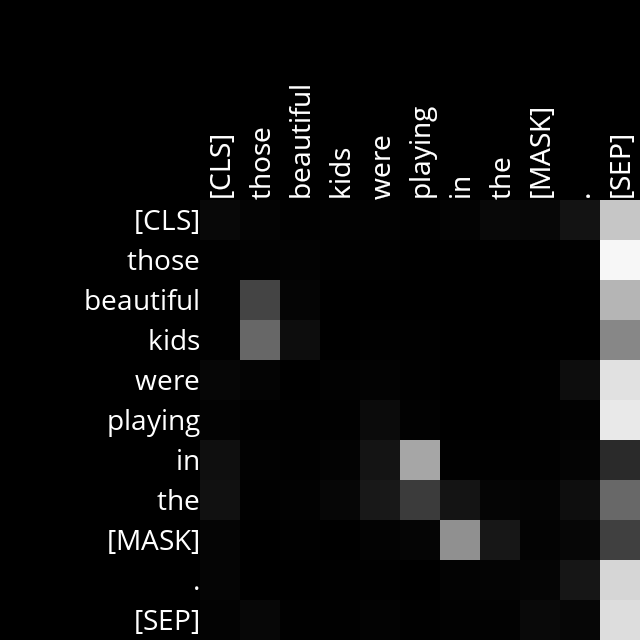 [CLS]
those
beautiful
kids
were
playing
in
the
[MASK]
.
[SEP]
[CLS]
those
beautiful
kids
were
playing
in
the
[MASK]
.
[SEP]